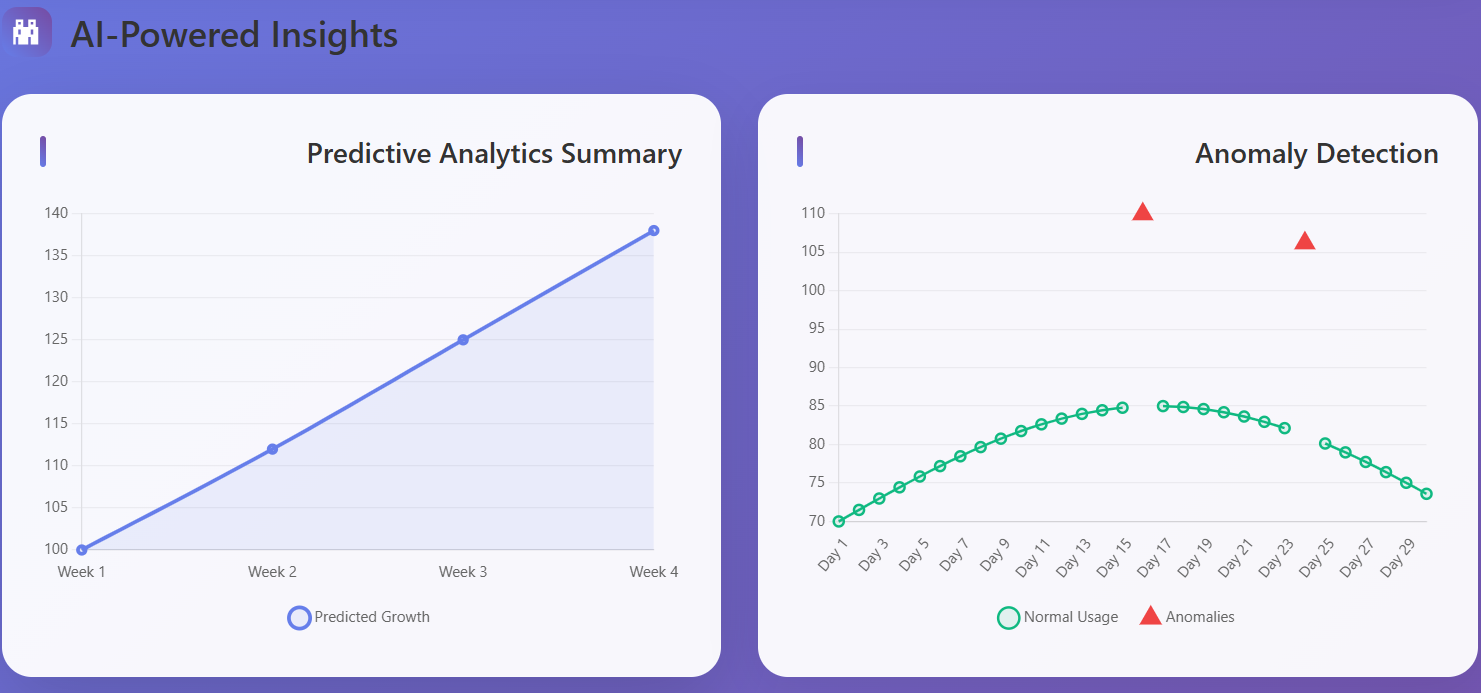 AI-Powered Insights
Predictive Analytics Summary
140
135
130
125
120
115
110
105
100
Week 1 Week 2 Week 3 Week 4
Predicted Growth
Anomaly Detection
110
105
100
95
90
85
80
75
70
Day 1 Day 3 Day 5 Day 7 Day 9 Day 11 Day 13 Day 15 Day 17 Day 19 Day 21 Day 23 Day 25 Day 27 Day 29
Normal Usage Anomalies